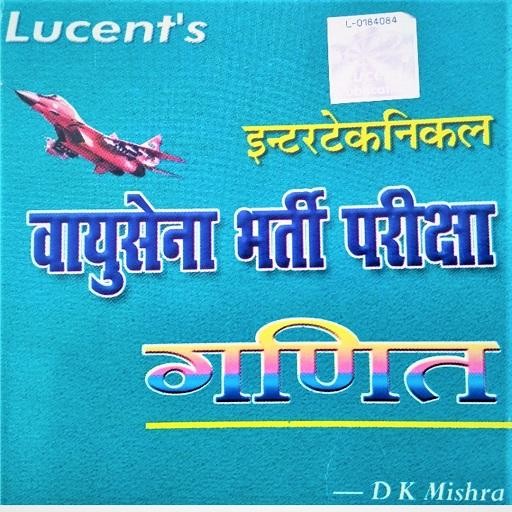 Lucent's
L-0184084
इन्टरटेकनिकल
वायुसेना भर्ती परीक्षा
गणित
— D K Mishra